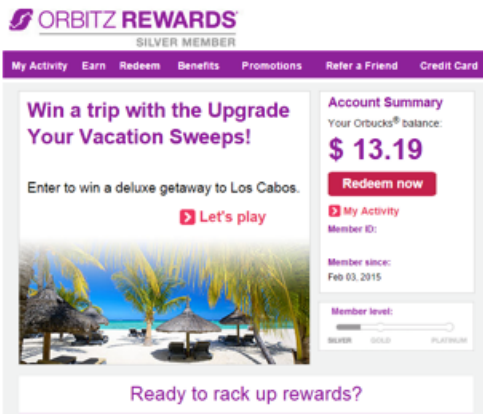 ORBITZ REWARDS
SILVER MEMBER
My Activity Earn Redeem Benefits Promotions Refer a Friend Credit Card
Win a trip with the Upgrade
Your Vacation Sweeps!
Enter to win a deluxe getaway to Los Cabos.
Let's play
Account Summary
Your Orbucks® balance:
$ 13.19
Redeem now
My Activity
Member ID:
Member since:
Feb 03, 2015
Member level:
SILVER GOLD PLATINUM
Ready to rack up rewards?